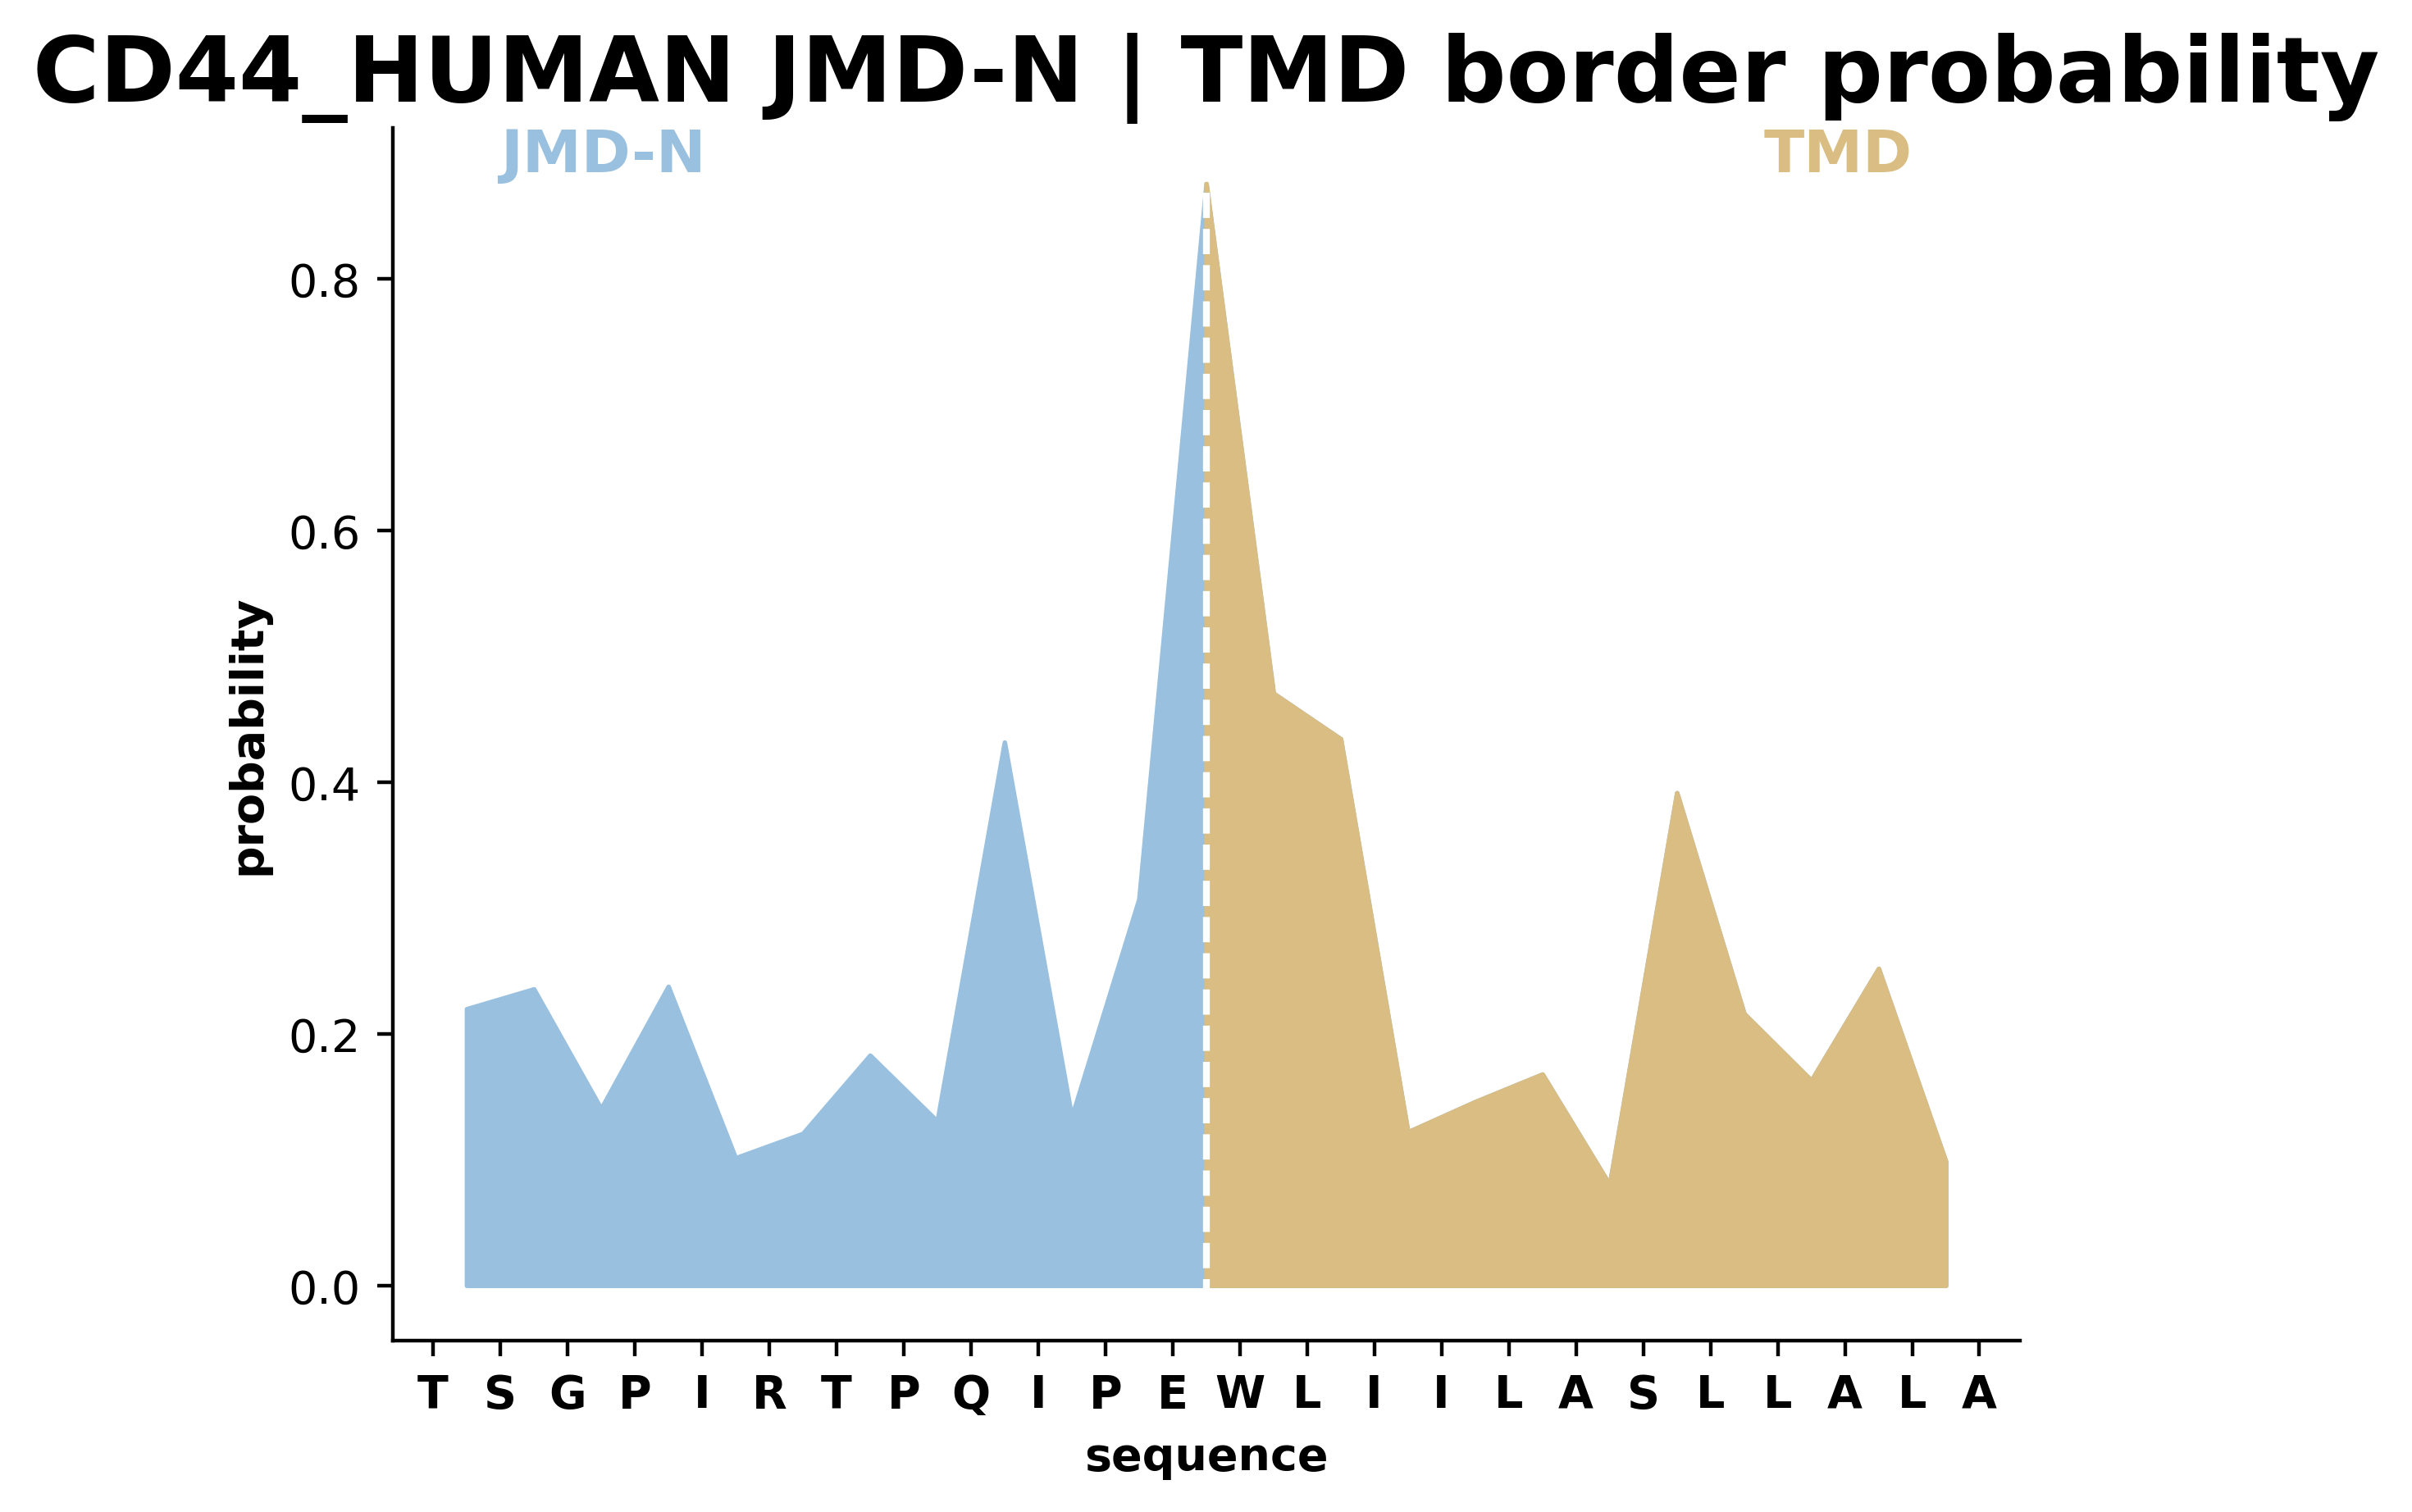 CD44_HUMAN JMD-N | TMD border probability
JMD-N TMD
probability
0.8
0.6
0.4
0.2
0.0
T S G P I R T P Q I P E W L I I L A S L L A L A
sequence